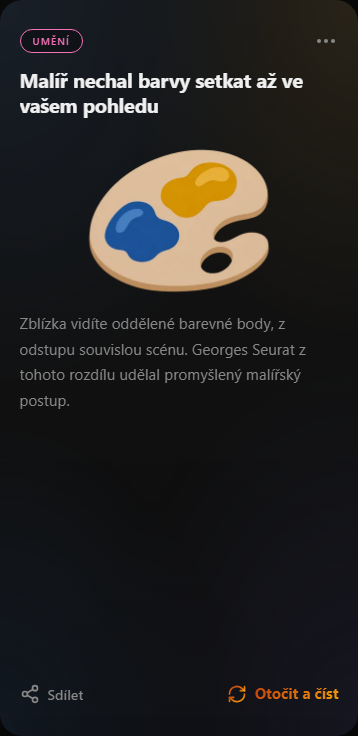 UMĚNÍ
Malíř nechal barvy setkat až ve
vašem pohledu
Zblízka vidíte oddělené barevné body, z
odstupu souvislou scénu. Georges Seurat z
tohoto rozdílu udělal promyšlený malířský
postup.
Sdílet
Otočit a číst